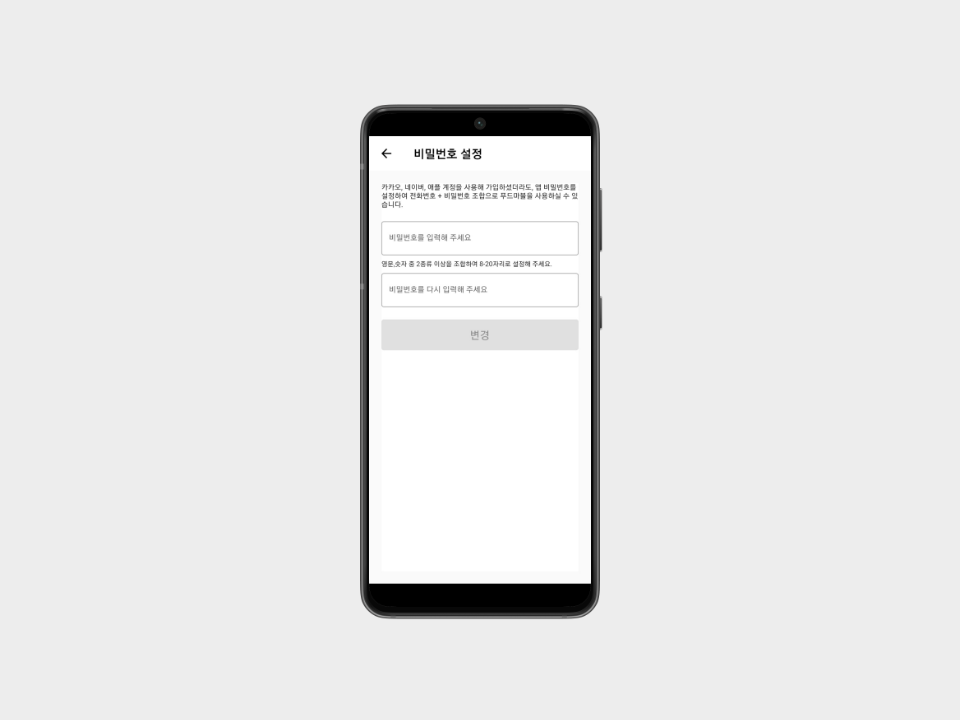 비밀번호 설정
카카오, 네이버, 애플 계정을 사용해 가입하셨더라도, 앱 비밀번호를
설정하여 전화번호 + 비밀번호 조합으로 푸드마블을 사용하실 수 있
습니다.
비밀번호를 입력해 주세요
영문,숫자 중 2종류 이상을 조합하여 8-20자리로 설정해 주세요.
비밀번호를 다시 입력해 주세요
변경